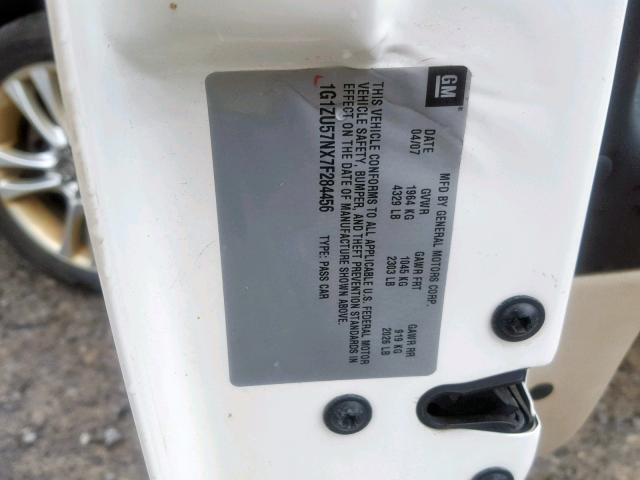 GM
MFD BY GENERAL MOTORS CORP.
DATE GVWR GAWR FRT GAWR RR
04/07 1964 KG 1045 KG 919 KG
4329 LB 2303 LB 2026 LB
THIS VEHICLE CONFORMS TO ALL APPLICABLE U.S. FEDERAL MOTOR
VEHICLE SAFETY, BUMPER, AND THEFT PREVENTION STANDARDS IN
EFFECT ON THE DATE OF MANUFACTURE SHOWN ABOVE.
1G1ZU57NX7F284456 TYPE: PASS CAR